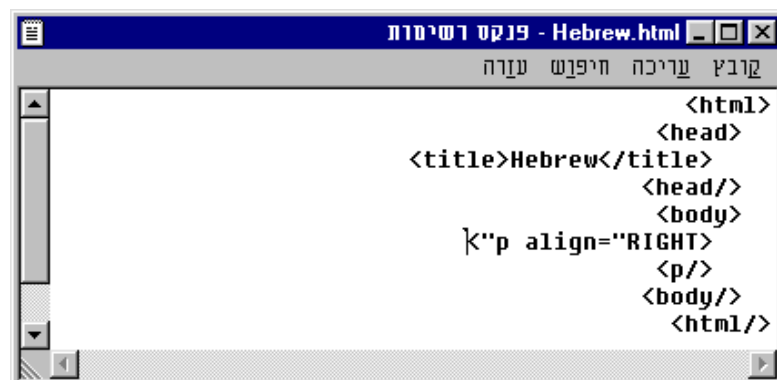 Hebrew.html - פנקס רשימות
קובץ עריכה חיפוש עזרה
<html>
<head>
<title>Hebrew</title>
<head/>
<body>
<"p align="RIGHT>
<p/>
<body/>
<html/>